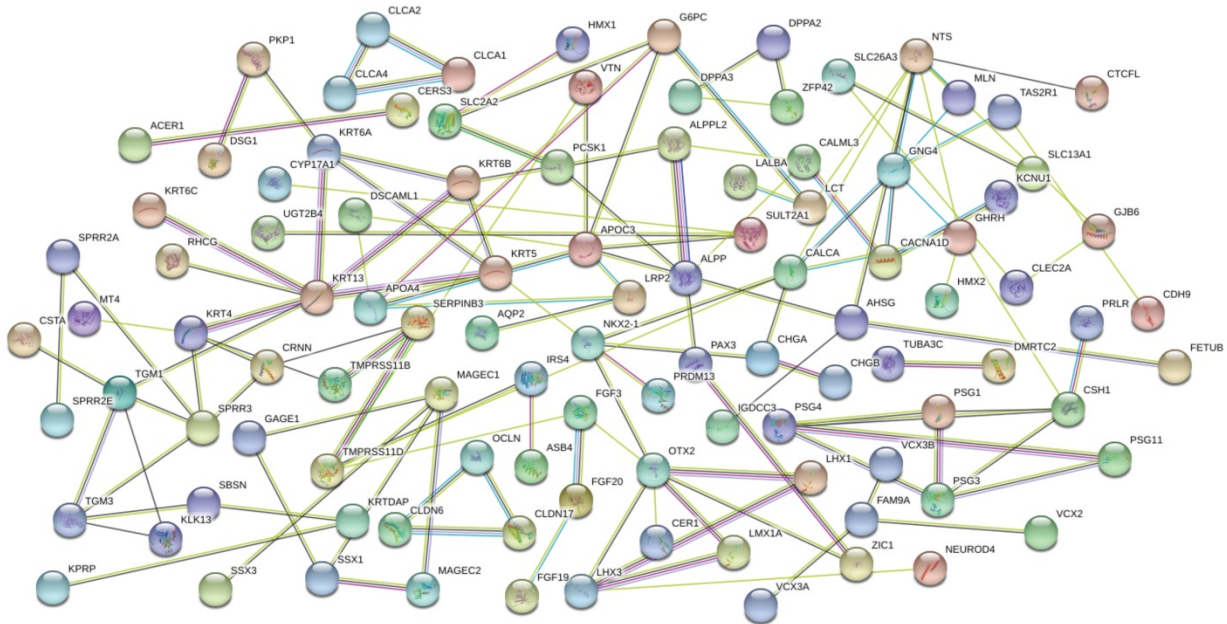 CLCA2
G6PC
HMX1
DPPA2
NTS
SLC26A3
PKP1
CLCA1
VTN
MLN
CTCFL
CLCA4
CERS3
DPPA3
ZFP42
TAS2R1
SLC2A2
ACER1
DSG1
KRT6A
ALPPL2
PCSK1
CALML3
GNG4
SLC13A1
CYP17A1
KRT6B
LALBA
LCT
KCNU1
KRT6C
DSCAML1
GHRH
GJB6
UGT2B4
SULT2A1
APOC3
SPRR2A
RHCG
CACNA1D
KRT13
KRT5
ALPP
CALCA
CLEC2A
APOA4
LRP2
HMX2
CDH9
MT4
SERPINB3
AHSG
PRLR
KRT4
AQP2
CSTA
NKX2-1
CHGA
FETUB
CRNN
PAX3
TUBA3C
DMRTC2
IRS4
CHGB
TMPRSS11B
PRDM13
TGM1
MAGEC1
CSH1
SPRR2E
SPRR3
FGF3
IGDCC3
PSG4
PSG1
GAGE1
TMPRSS11D
OCLN
ASB4
VCX3B
PSG11
OTX2
LHX1
SBSN
FGF20
PSG3
TGM3
KRTDAP
FAM9A
KLK13
CLDN6
CLDN17
VCX2
CER1
LMX1A
ZIC1
KPRP
SSX3
SSX1
MAGEC2
FGF19
LHX3
NEUROD4
VCX3A